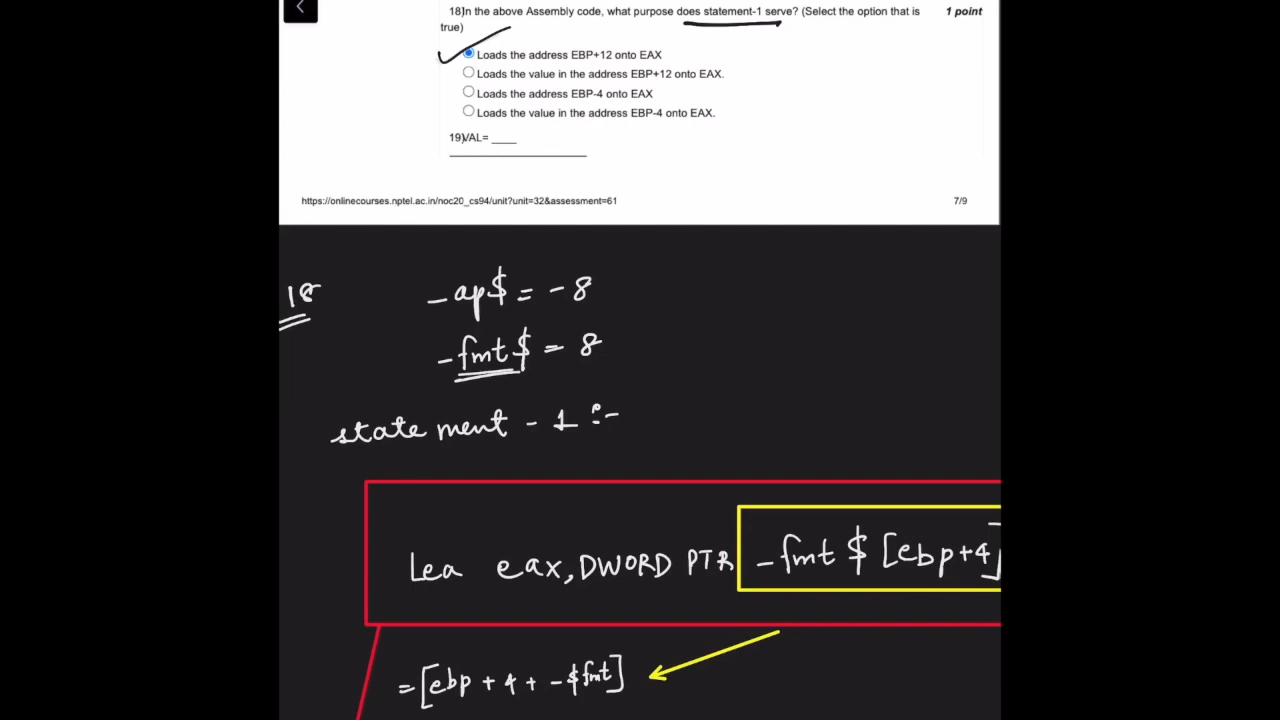 18)In the above Assembly code, what purpose does statement-1 serve? (Select the option that is 1 point
true)
Loads the address EBP+12 onto EAX
Loads the value in the address EBP+12 onto EAX.
Loads the address EBP-4 onto EAX
Loads the value in the address EBP-4 onto EAX.
19)VAL= ____
https://onlinecourses.nptel.ac.in/noc20_cs94/unit?unit=32&assessment=61 7/9
18 -ap$ = -8
-fmt$ = 8
statement - 1 :-
Lea eax, DWORD PTR -fmt $ [ebp+4]
= [ebp + 4 + -$fmt]